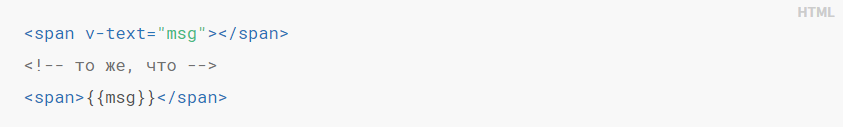 HTML
<span v-text="msg"></span>
<!-- то же, что -->
<span>{{msg}}</span>